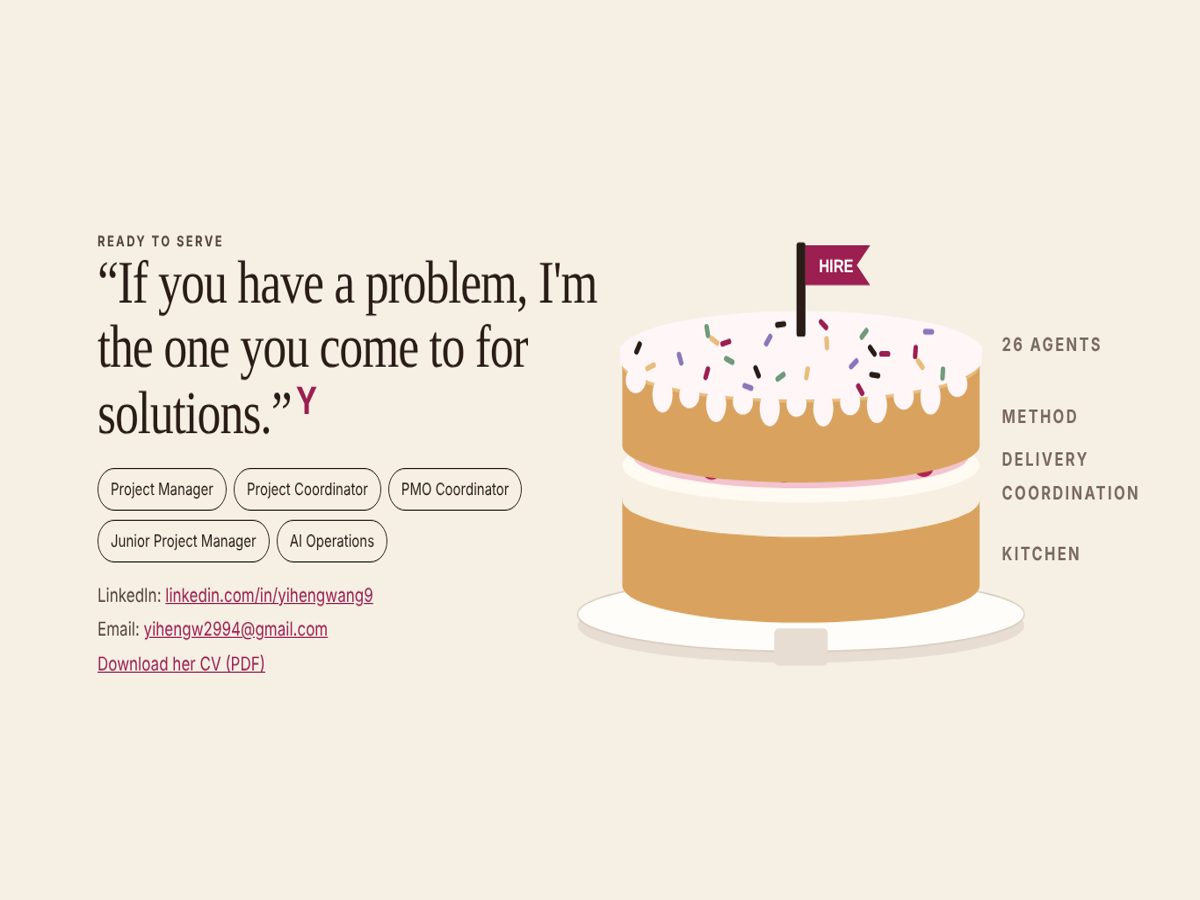 READY TO SERVE
“If you have a problem, I'm
the one you come to for
solutions.” Y
Project Manager
Project Coordinator
PMO Coordinator
Junior Project Manager
AI Operations
LinkedIn: linkedin.com/in/yihengwang9
Email: yihengw2994@gmail.com
Download her CV (PDF)
HIRE
26 AGENTS
METHOD
DELIVERY
COORDINATION
KITCHEN